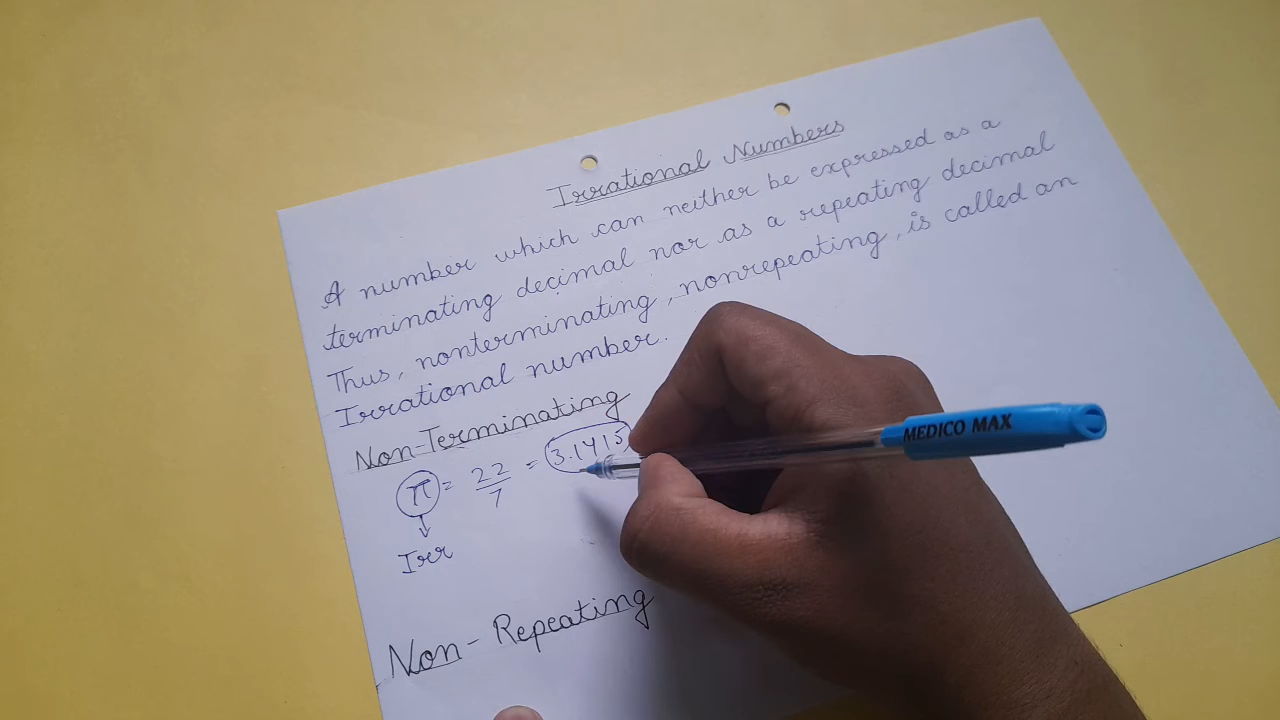 Irrational Numbers
A number which can neither be expressed as a
terminating decimal nor as a repeating decimal
Thus, nonterminating, nonrepeating, is called an
Irrational number.
Non-Terminating
π = 22/7 = 3.1415
Irr
Non-Repeating
MEDICO MAX